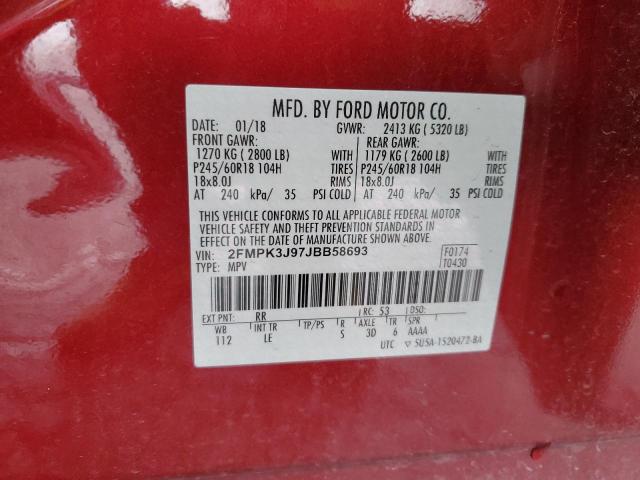 MFD. BY FORD MOTOR CO.
DATE: 01/18 GVWR: 2413 KG ( 5320 LB)
FRONT GAWR: REAR GAWR:
1270 KG ( 2800 LB) WITH 1179 KG ( 2600 LB) WITH
P245/60R18 104H TIRES P245/60R18 104H TIRES
18x8.0J RIMS 18x8.0J RIMS
AT 240 kPa/ 35 PSI COLD AT 240 kPa/ 35 PSI COLD
THIS VEHICLE CONFORMS TO ALL APPLICABLE FEDERAL MOTOR
VEHICLE SAFETY AND THEFT PREVENTION STANDARDS IN
EFFECT ON THE DATE OF MANUFACTURE SHOWN ABOVE.
VIN: 2FMPK3J97JBB58693 F0174
TYPE: MPV T0430
EXT PNT: RR RC: 53 DSO:
WB INT TR TP/PS R AXLE TR SPR
112 LE S 3D 6 AAAA
UTC ▽ 5U5A-1520472-BA